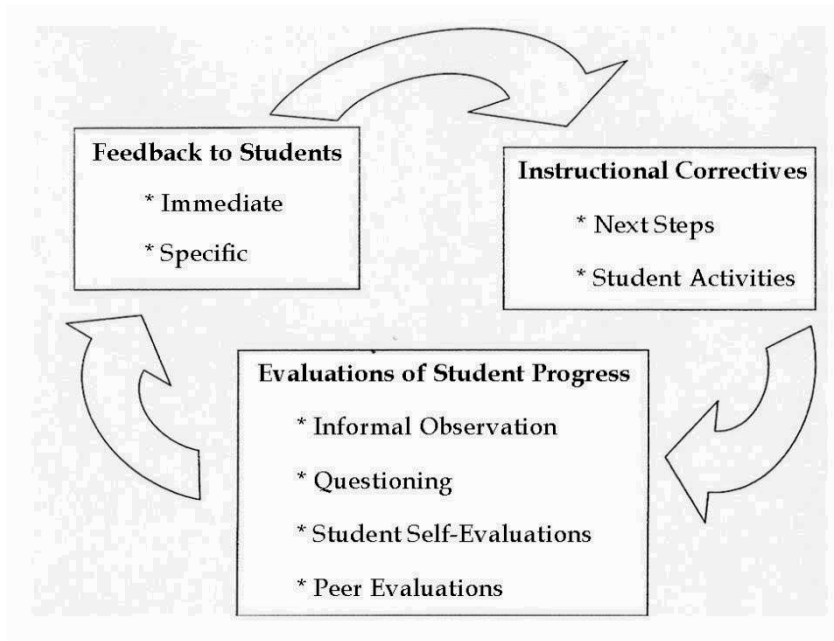 Feedback to Students
* Immediate
* Specific
Instructional Correctives
* Next Steps
* Student Activities
Evaluations of Student Progress
* Informal Observation
* Questioning
* Student Self-Evaluations
* Peer Evaluations